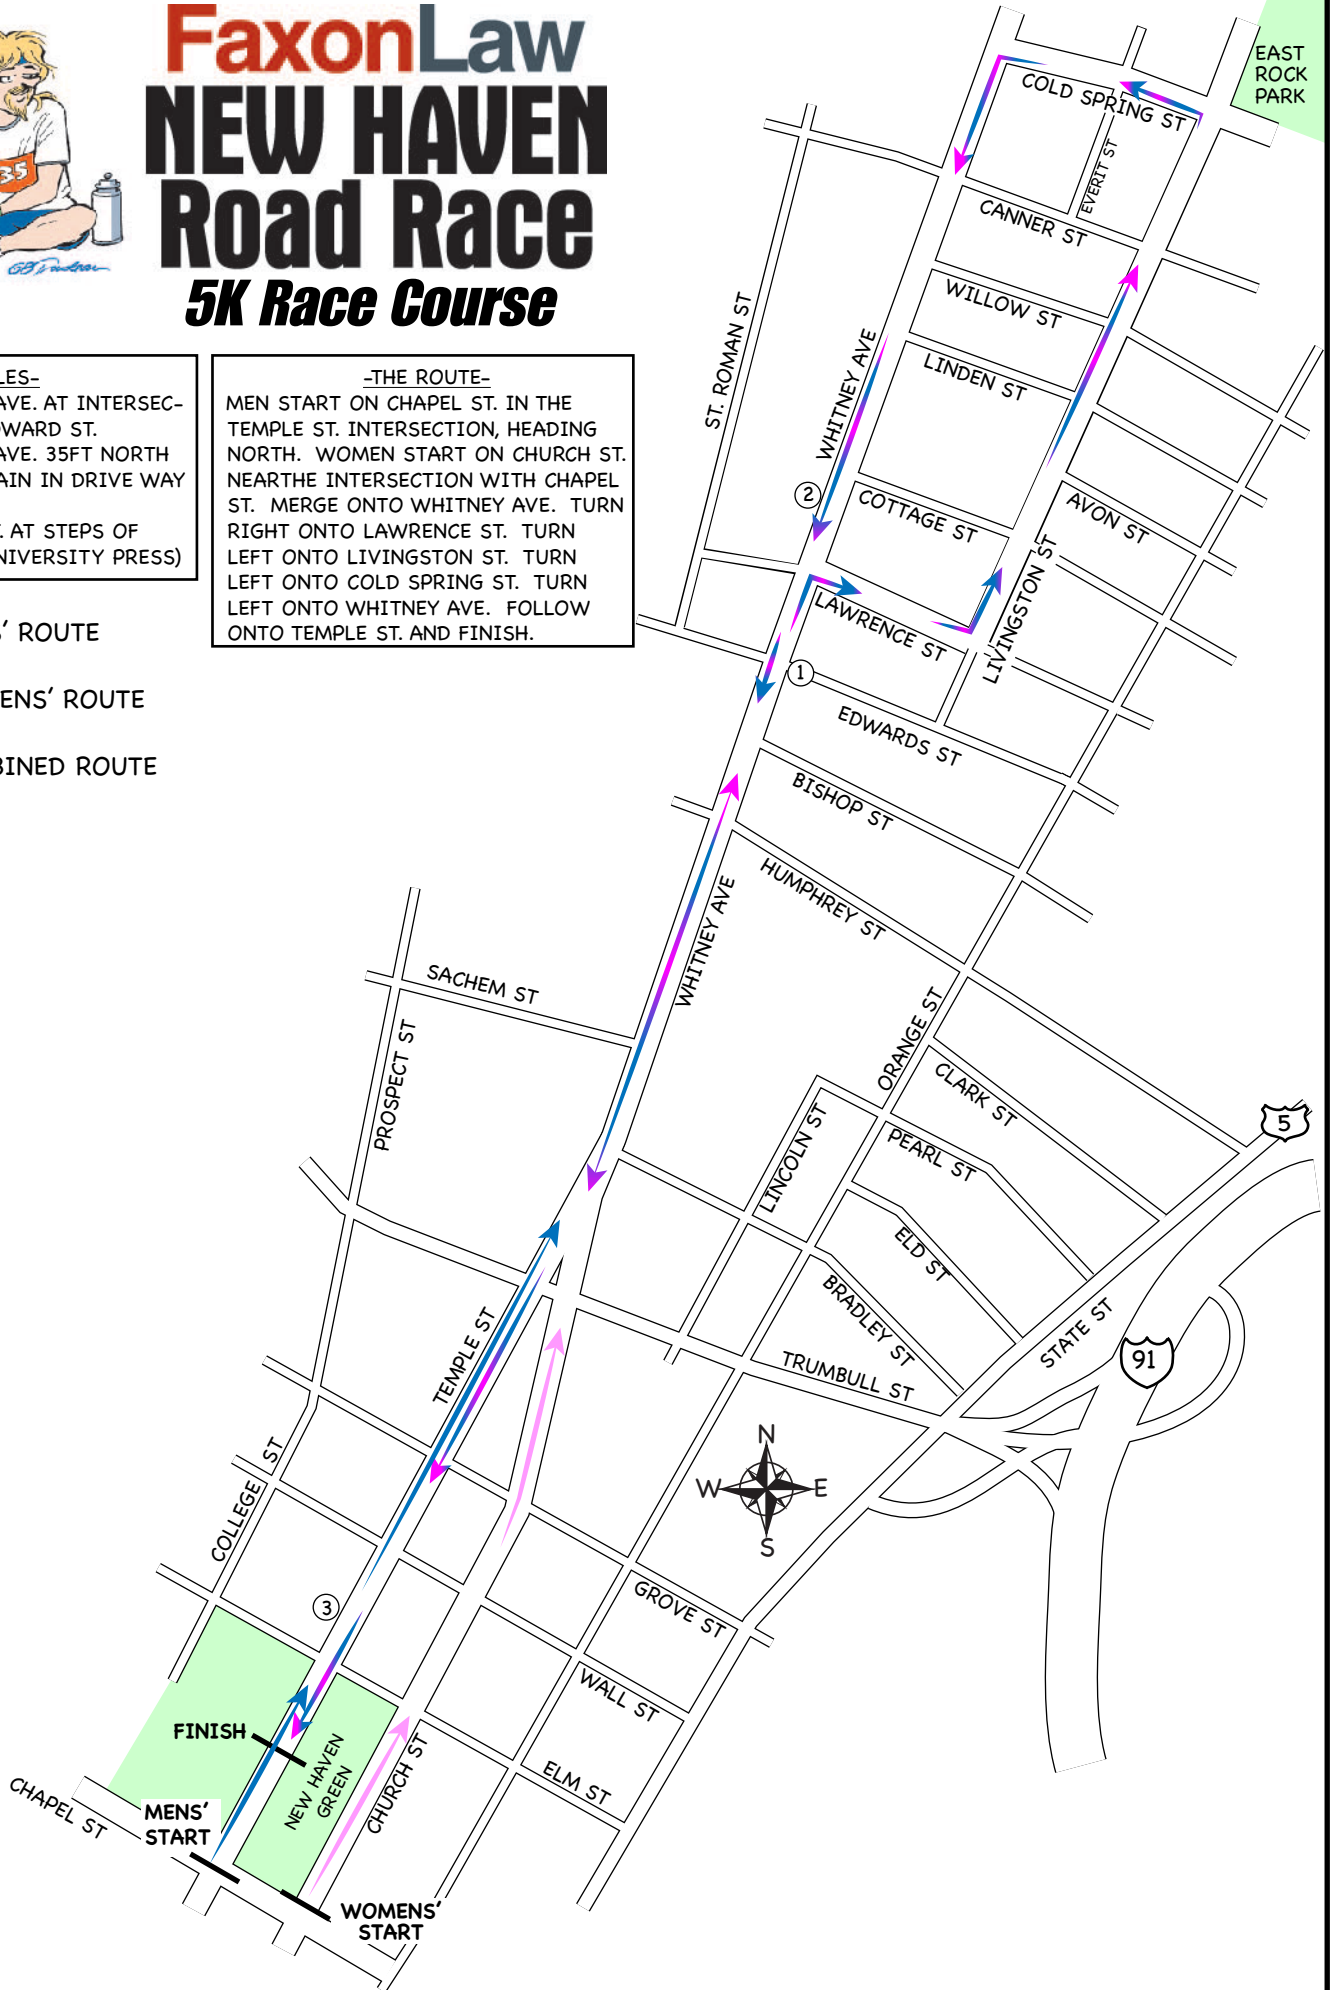 FaxonLaw
NEW HAVEN
Road Race
5K Race Course
35
GB Trudeau
LES-
AVE. AT INTERSEC-
OWARD ST.
AVE. 35FT NORTH
AIN IN DRIVE WAY
. AT STEPS OF
NIVERSITY PRESS)
-THE ROUTE-
MEN START ON CHAPEL ST. IN THE
TEMPLE ST. INTERSECTION, HEADING
NORTH. WOMEN START ON CHURCH ST.
NEARTHE INTERSECTION WITH CHAPEL
ST. MERGE ONTO WHITNEY AVE. TURN
RIGHT ONTO LAWRENCE ST. TURN
LEFT ONTO LIVINGSTON ST. TURN
LEFT ONTO COLD SPRING ST. TURN
LEFT ONTO WHITNEY AVE. FOLLOW
ONTO TEMPLE ST. AND FINISH.
' ROUTE
ENS' ROUTE
BINED ROUTE
EAST
ROCK
PARK
COLD SPRING ST
EVERIT ST
CANNER ST
WILLOW ST
LINDEN ST
ST. ROMAN ST
WHITNEY AVE
2
COTTAGE ST
AVON ST
LIVINGSTON ST
LAWRENCE ST
1
EDWARDS ST
BISHOP ST
HUMPHREY ST
WHITNEY AVE
SACHEM ST
PROSPECT ST
ORANGE ST
CLARK ST
LINCOLN ST
PEARL ST
5
ELD ST
BRADLEY ST
STATE ST
91
TEMPLE ST
TRUMBULL ST
N
W
E
S
COLLEGE ST
3
GROVE ST
WALL ST
FINISH
NEW HAVEN
GREEN
CHURCH ST
ELM ST
CHAPEL ST
MENS'
START
WOMENS'
START